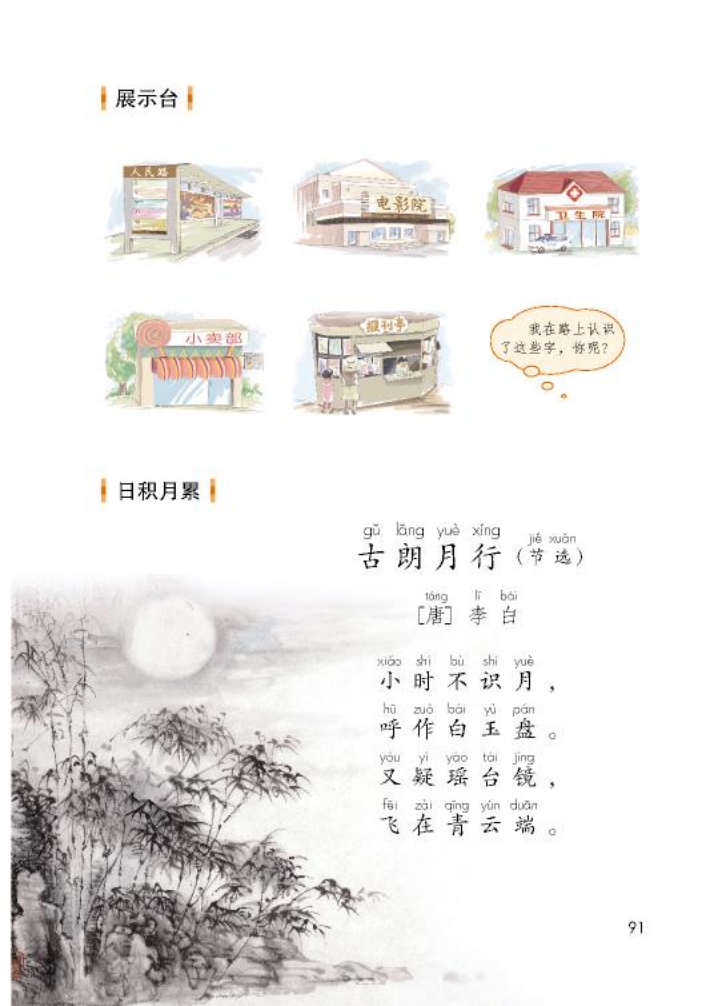 展示台
人民路
电影院
卫生院
小卖部
报刊亭
我在路上认识
了这些字，你呢？
日积月累
gǔ lǎng yuè xíng jié xuǎn
古朗月行（节选）
táng lǐ bái
［唐］李白
xiǎo shí bù shí yuè
小时不识月，
hū zuò bái yù pán
呼作白玉盘。
yòu yí yáo tái jìng
又疑瑶台镜，
fēi zài qīng yún duān
飞在青云端。
91